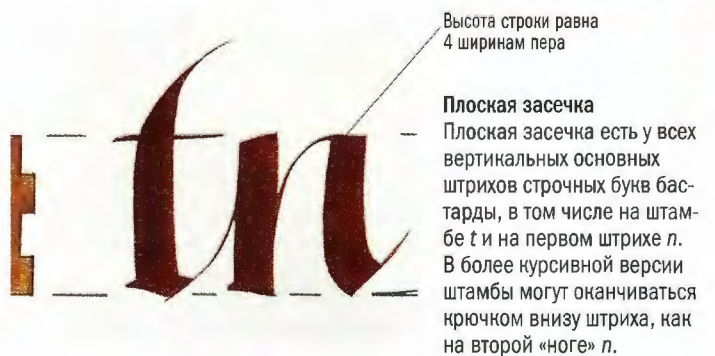 Высота строки равна
4 ширинам пера
tn
Плоская засечка
Плоская засечка есть у всех
вертикальных основных
штрихов строчных букв бас-
тарды, в том числе на штам-
бе t и на первом штрихе n.
В более курсивной версии
штамбы могут оканчиваться
крючком внизу штриха, как
на второй «ноге» n.